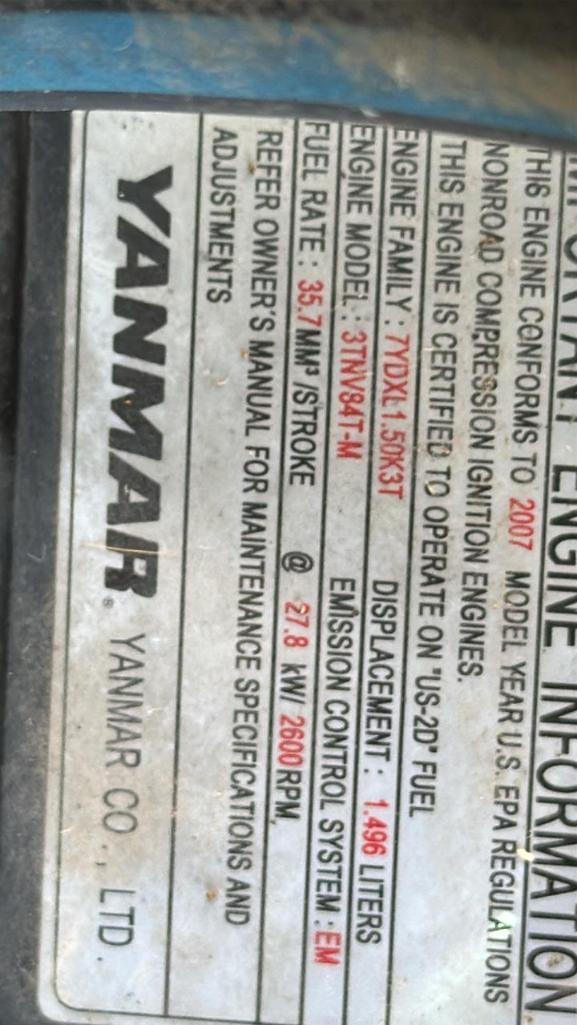 IMPORTANT ENGINE INFORMATION
THIS ENGINE CONFORMS TO 2007 MODEL YEAR U.S. EPA REGULATIONS
NONROAD COMPRESSION IGNITION ENGINES.
THIS ENGINE IS CERTIFIED TO OPERATE ON "US-2D" FUEL
ENGINE FAMILY : 7YDXL1.50K3T DISPLACEMENT : 1.496 LITERS
ENGINE MODEL : 3TNV84T-M EMISSION CONTROL SYSTEM : EM
FUEL RATE : 35.7 MM³ /STROKE @ 27.8 kW/ 2600 RPM,
REFER OWNER'S MANUAL FOR MAINTENANCE SPECIFICATIONS AND
ADJUSTMENTS
YANMAR® YANMAR CO., LTD